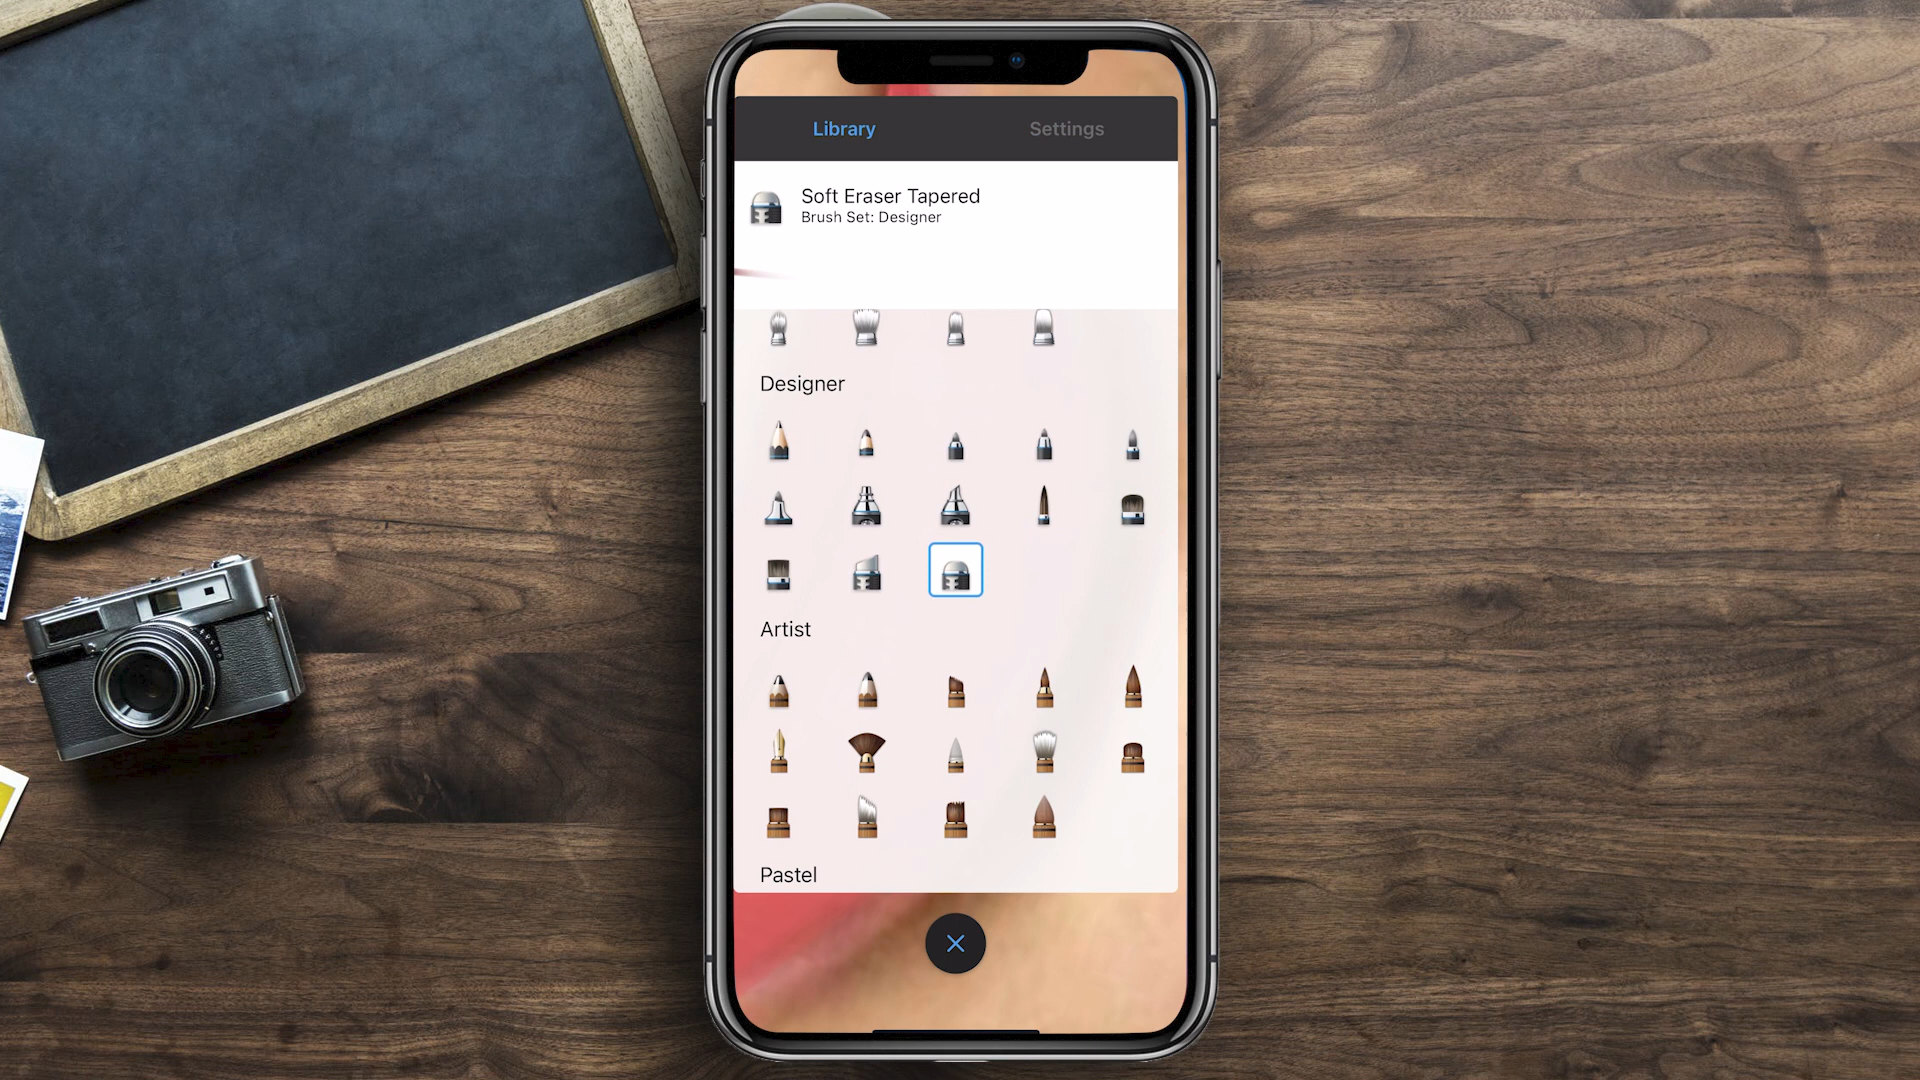 Library
Settings
Soft Eraser Tapered
Brush Set: Designer
Designer
Artist
Pastel